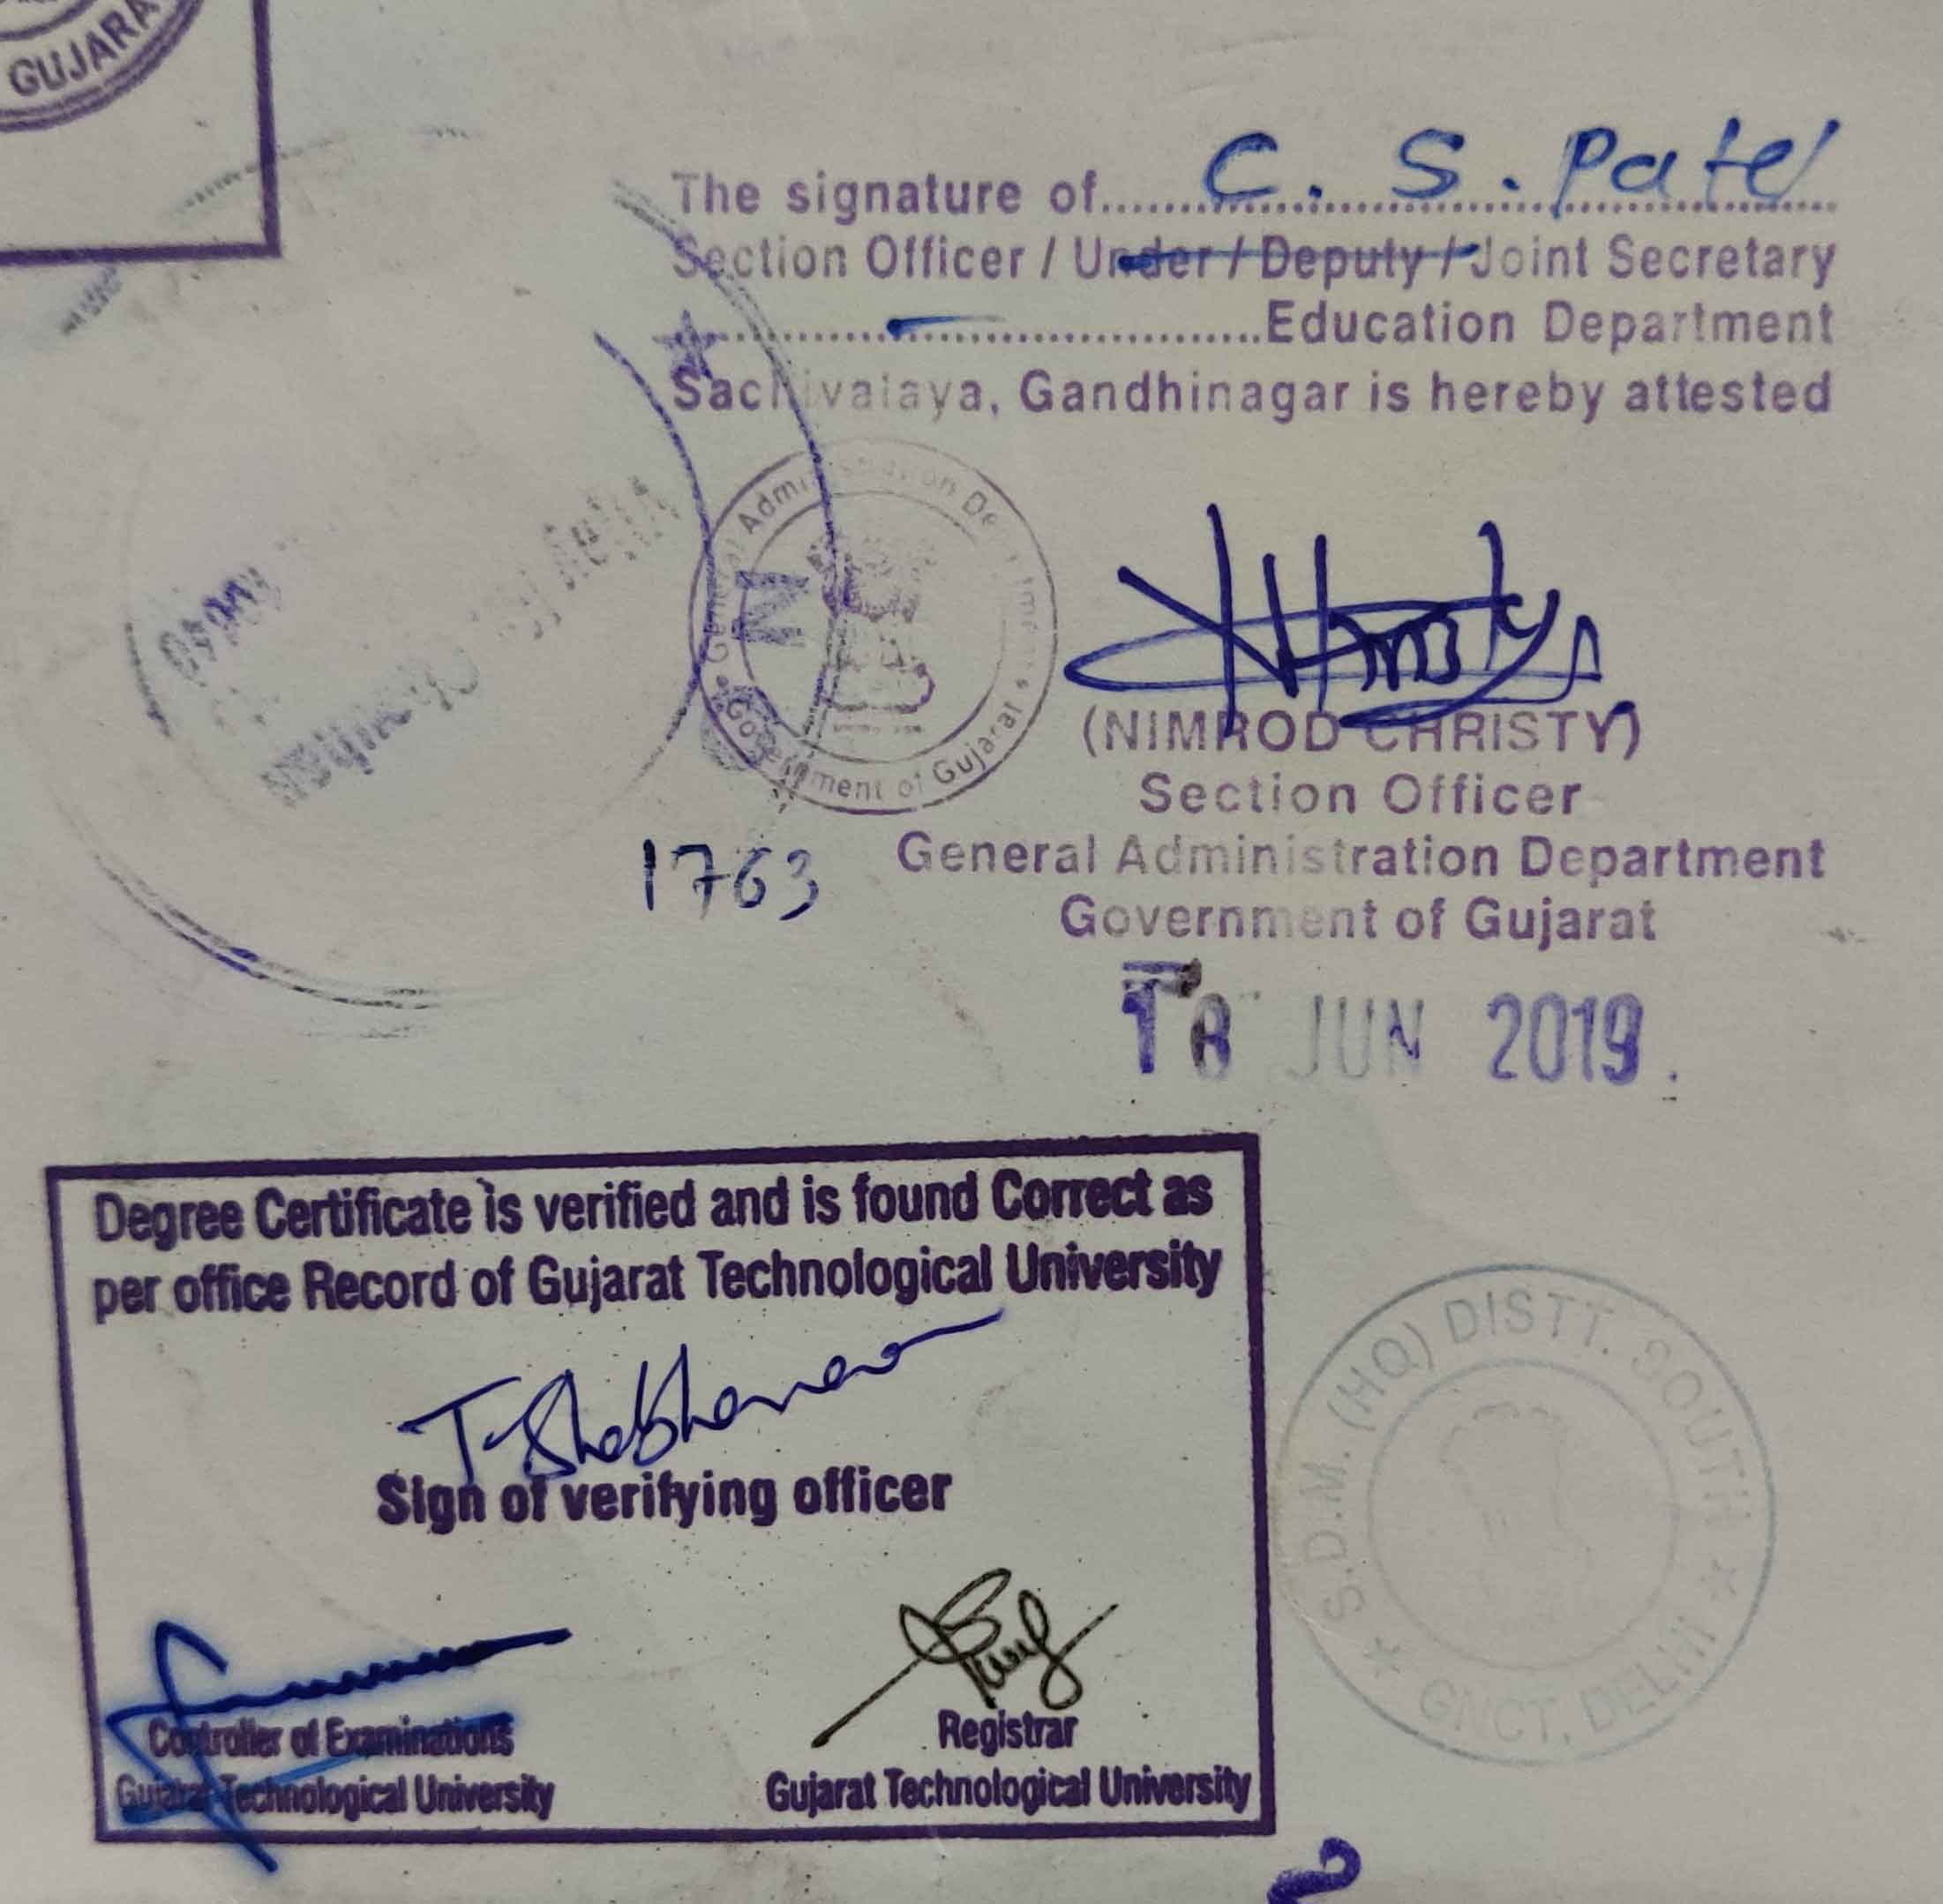 GUJARA
The signature of........C. S. Patel
Section Officer / Under / Deputy / Joint Secretary
....................Education Department
Sachivalaya, Gandhinagar is hereby attested
General Administration Department
Government of Gujarat
(NIMROD CHRISTY)
Section Officer
1763
General Administration Department
Government of Gujarat
18 JUN 2019
Degree Certificate is verified and is found Correct as
per office Record of Gujarat Technological University
Sign of verifying officer
Controller of Examinations
Gujarat Technological University
Registrar
Gujarat Technological University
S.D.M. (HQ) DISTT. SOUTH
GNCT. DELHI